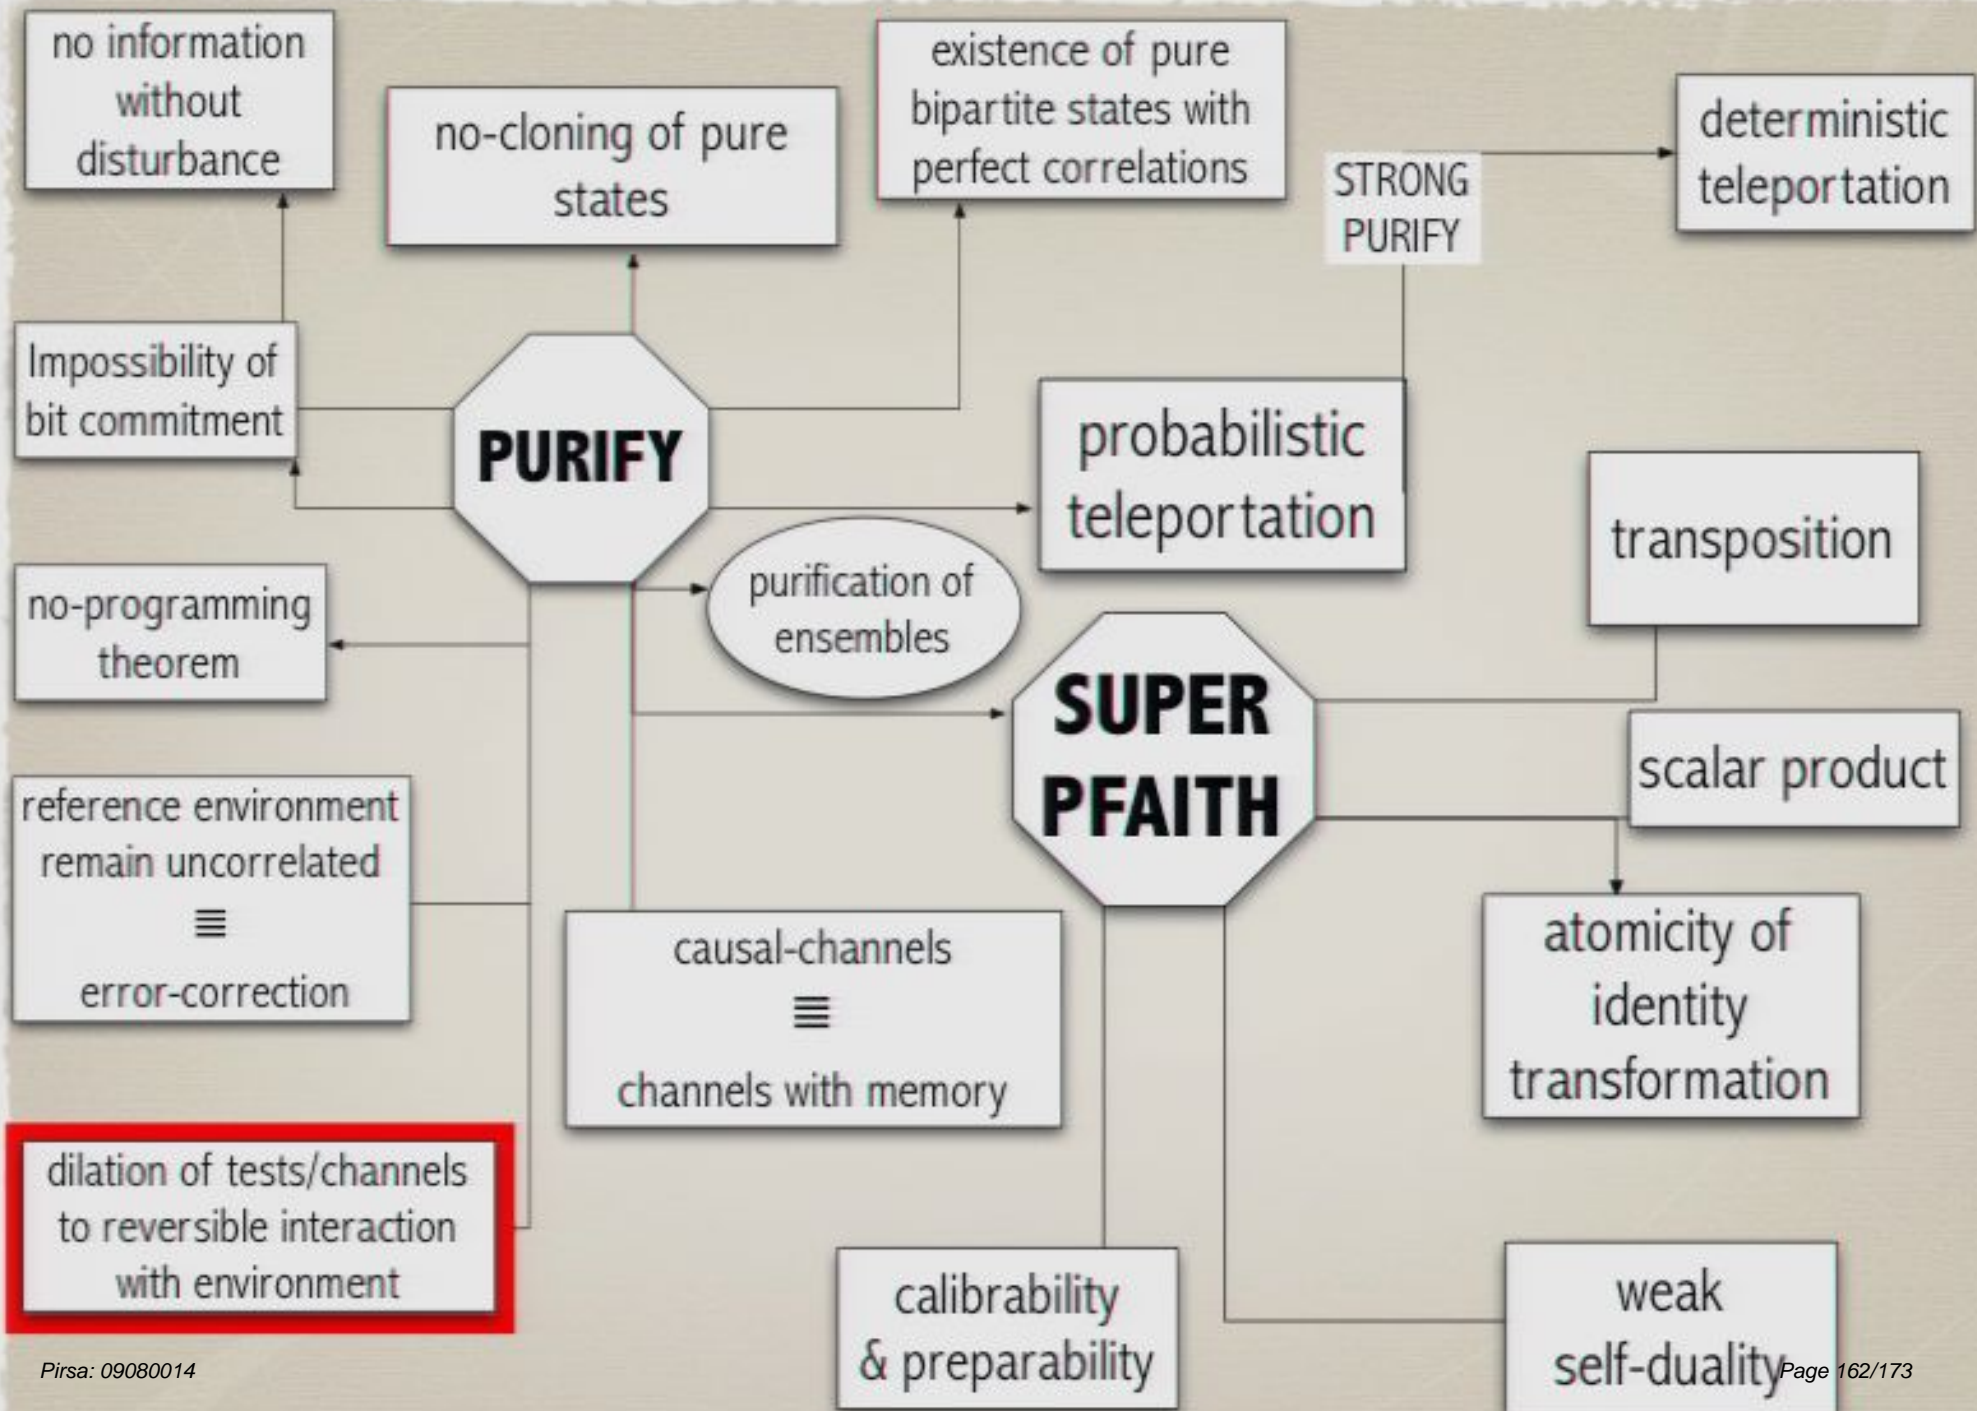 no information
without
disturbance
no-cloning of pure
states
existence of pure
bipartite states with
perfect correlations
STRONG
PURIFY
deterministic
teleportation
Impossibility of
bit commitment
PURIFY
probabilistic
teleportation
transposition
no-programming
theorem
purification of
ensembles
SUPER
PFAITH
scalar product
reference environment
remain uncorrelated
≣
error-correction
causal-channels
≣
channels with memory
atomicity of
identity
transformation
dilation of tests/channels
to reversible interaction
with environment
calibrability
& preparability
weak
self-duality
Pirsa: 09080014
Page 162/173